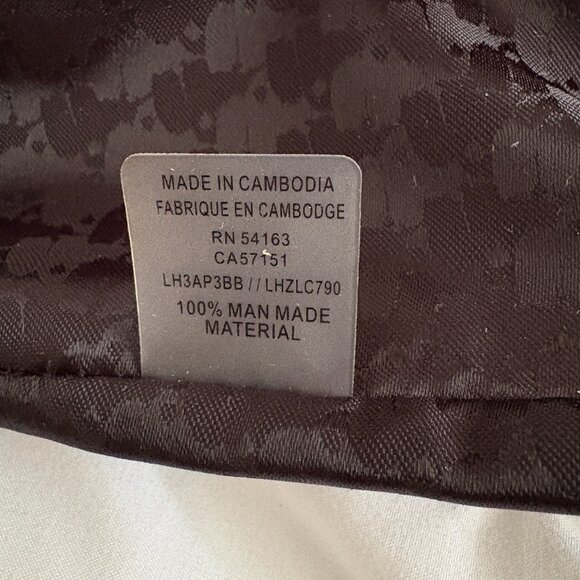 MADE IN CAMBODIA
FABRIQUE EN CAMBODGE
RN 54163
CA57151
LH3AP3BB // LHZLC790
100% MAN MADE
MATERIAL